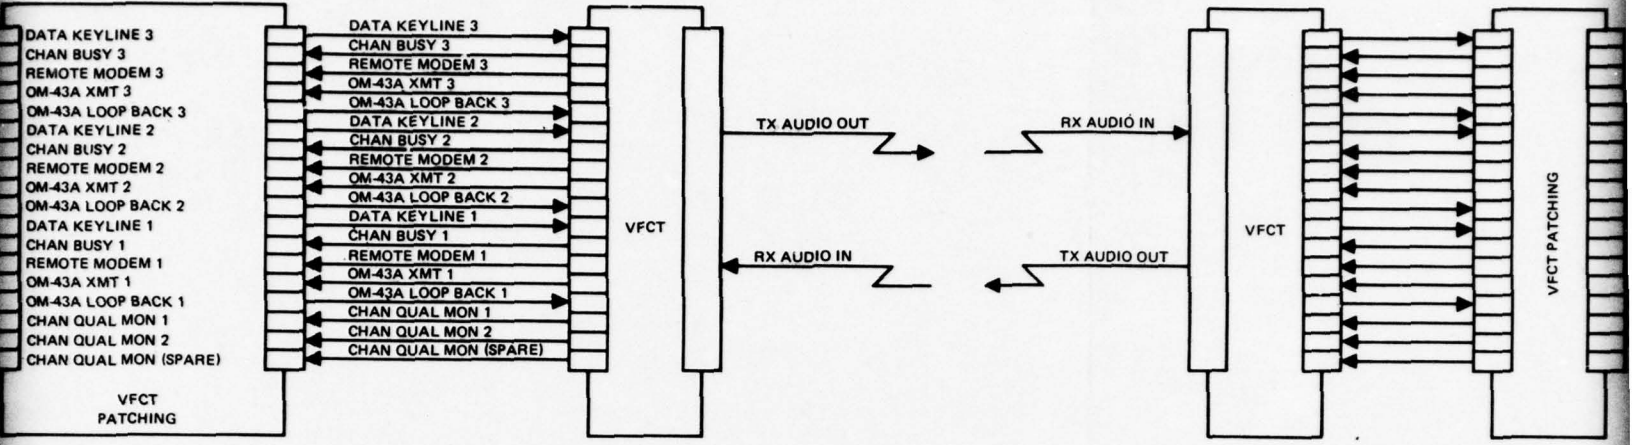 DATA KEYLINE 3
CHAN BUSY 3
REMOTE MODEM 3
OM-43A XMT 3
OM-43A LOOP BACK 3
DATA KEYLINE 2
CHAN BUSY 2
REMOTE MODEM 2
OM-43A XMT 2
OM-43A LOOP BACK 2
DATA KEYLINE 1
CHAN BUSY 1
REMOTE MODEM 1
OM-43A XMT 1
OM-43A LOOP BACK 1
CHAN QUAL MON 1
CHAN QUAL MON 2
CHAN QUAL MON (SPARE)
VFCT
PATCHING
DATA KEYLINE 3
CHAN BUSY 3
REMOTE MODEM 3
OM-43A XMT 3
OM-43A LOOP BACK 3
DATA KEYLINE 2
CHAN BUSY 2
REMOTE MODEM 2
OM-43A XMT 2
OM-43A LOOP BACK 2
DATA KEYLINE 1
CHAN BUSY 1
REMOTE MODEM 1
OM-43A XMT 1
OM-43A LOOP BACK 1
CHAN QUAL MON 1
CHAN QUAL MON 2
CHAN QUAL MON (SPARE)
VFCT
TX AUDIO OUT
RX AUDIO IN
RX AUDIO IN
TX AUDIO OUT
VFCT
VFCT PATCHING